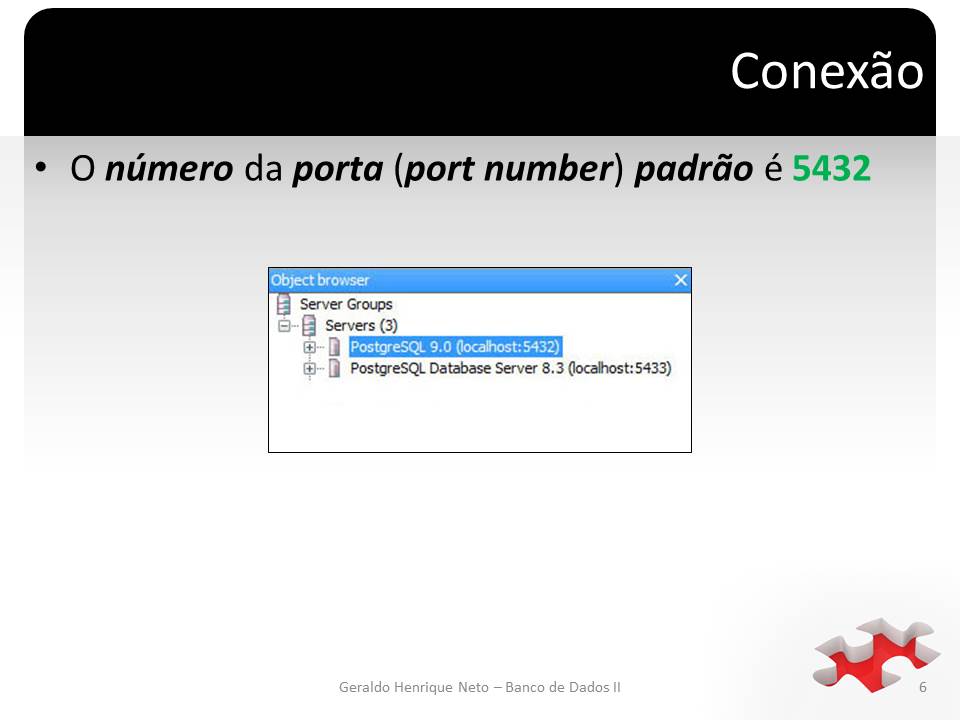 Conexão
• O número da porta (port number) padrão é 5432
Object browser
Server Groups
Servers (3)
PostgreSQL 9.0 (localhost:5432)
PostgreSQL Database Server 8.3 (localhost:5433)
Geraldo Henrique Neto – Banco de Dados II
6